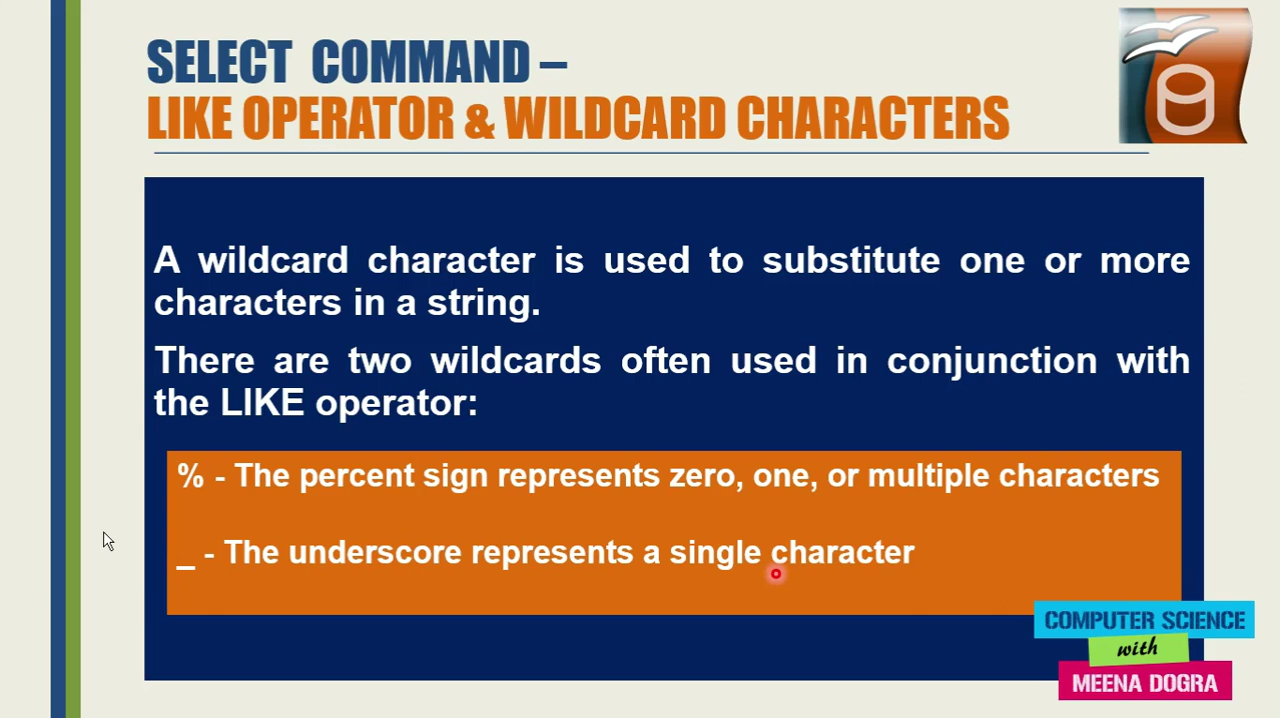 SELECT COMMAND –
LIKE OPERATOR & WILDCARD CHARACTERS
A wildcard character is used to substitute one or more
characters in a string.
There are two wildcards often used in conjunction with
the LIKE operator:
% - The percent sign represents zero, one, or multiple characters
_ - The underscore represents a single character
COMPUTER SCIENCE
with
MEENA DOGRA